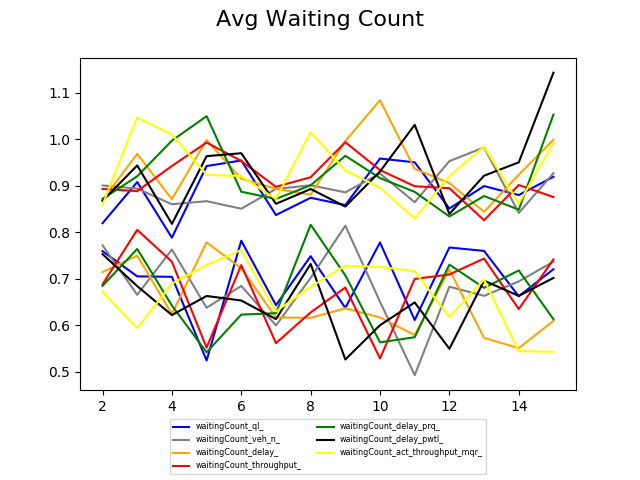 Avg Waiting Count
1.1
1.0
0.9
0.8
0.7
0.6
0.5
2 4 6 8 10 12 14
waitingCount_ql_
waitingCount_veh_n_
waitingCount_delay_
waitingCount_throughput_
waitingCount_delay_prq_
waitingCount_delay_pwtl_
waitingCount_act_throughput_mqr_